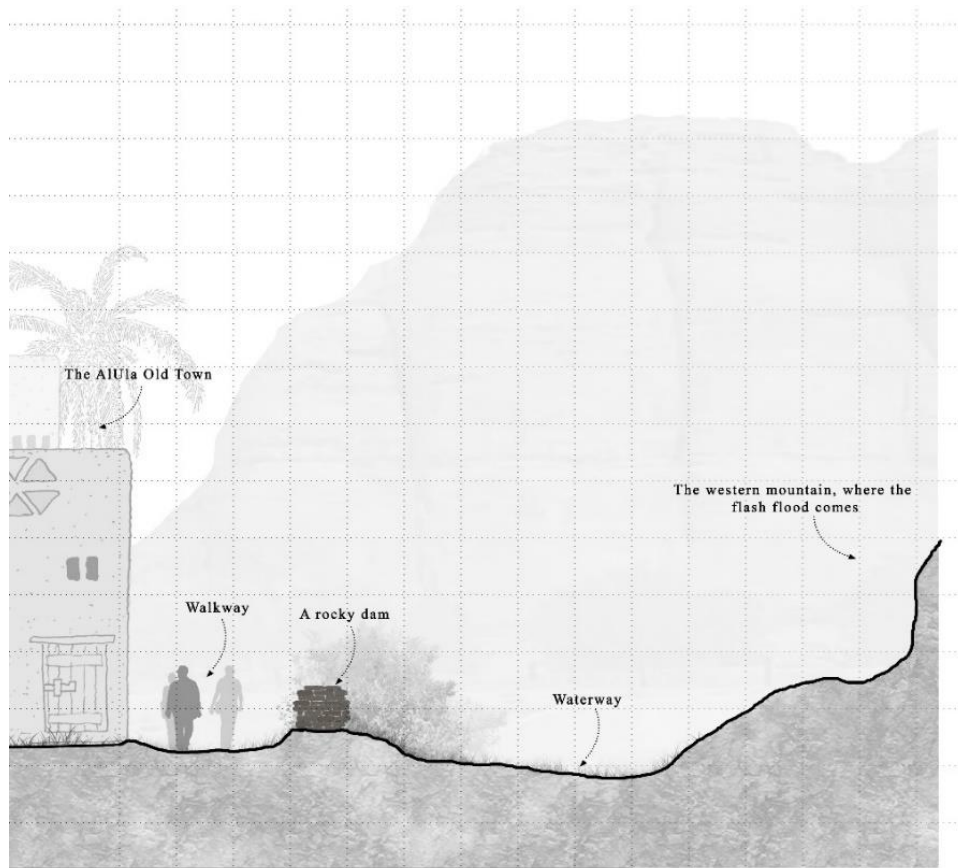 The AlUla Old Town
The western mountain, where the
flash flood comes
Walkway
A rocky dam
Waterway